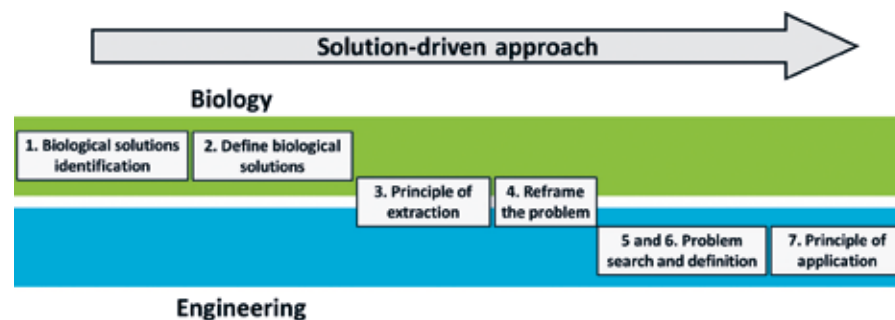 Solution-driven approach
Biology
1. Biological solutions
identification
2. Define biological
solutions
3. Principle of
extraction
4. Reframe
the problem
5 and 6. Problem
search and definition
7. Principle of
application
Engineering